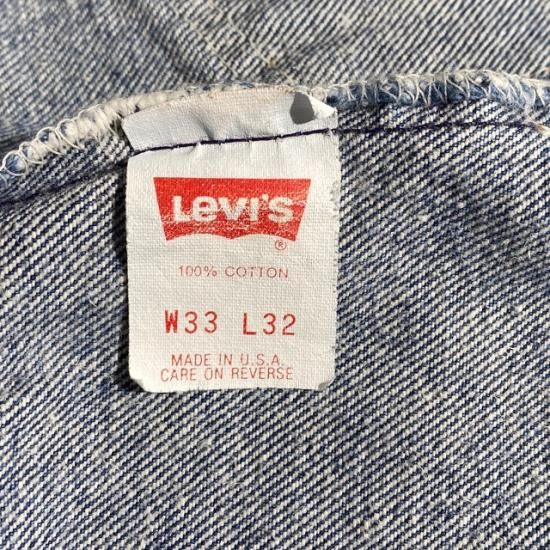 Levi's
®
100% COTTON
W33 L32
MADE IN U.S.A.
CARE ON REVERSE